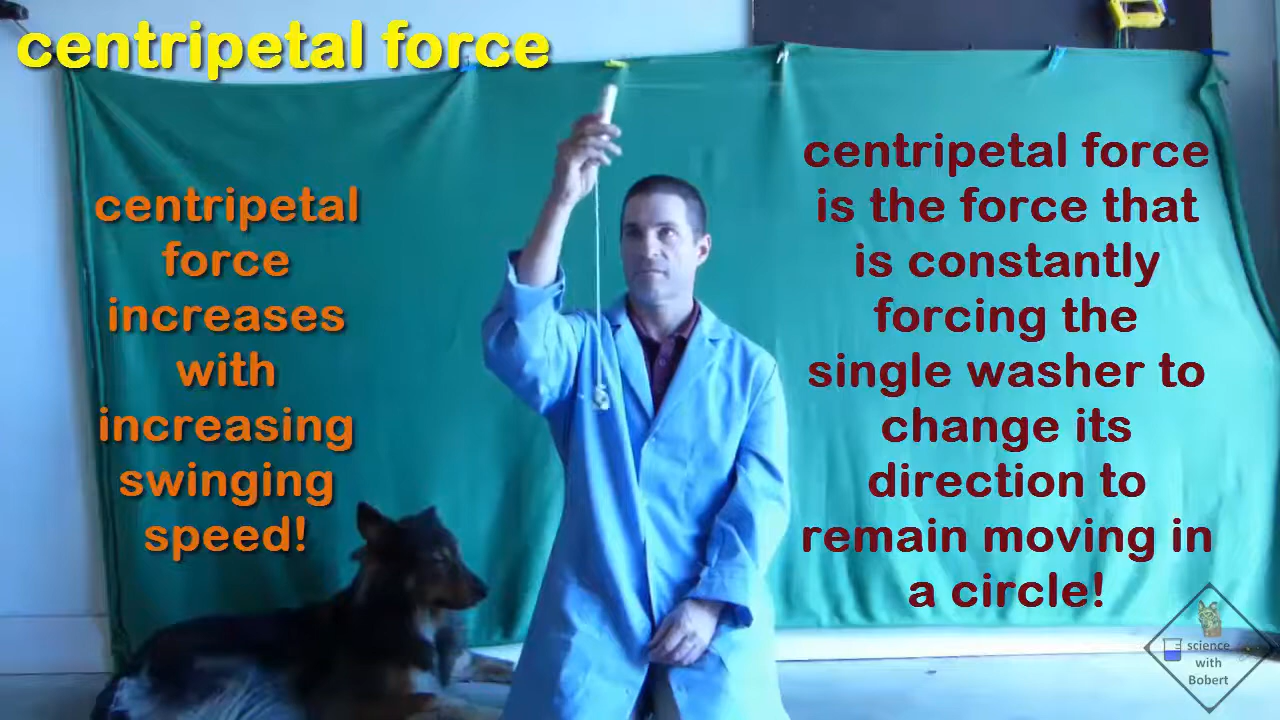 centripetal force
centripetal
force
increases
with
increasing
swinging
speed!
centripetal force
is the force that
is constantly
forcing the
single washer to
change its
direction to
remain moving in
a circle!
science
with
Bobert